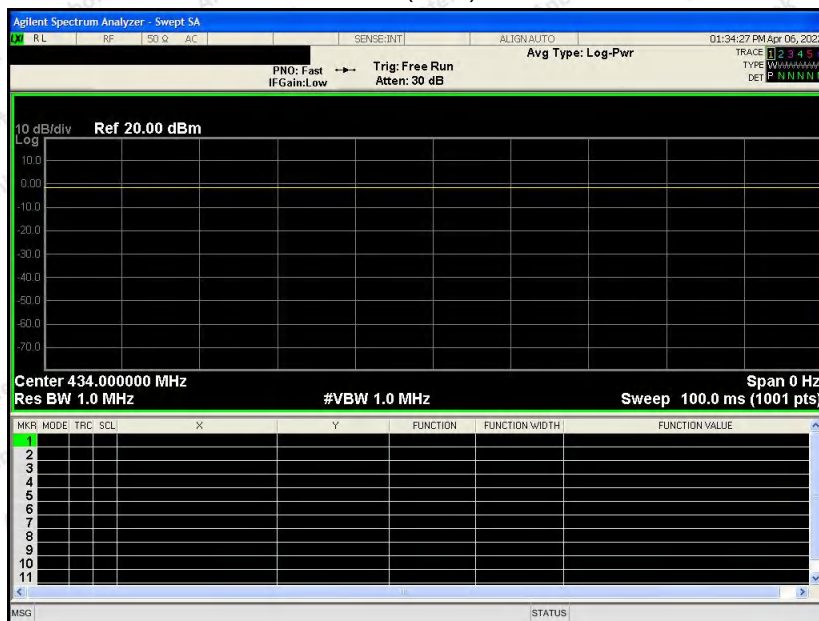 Agilent Spectrum Analyzer - Swept SA
LXI RL RF 50 Ω AC SENSE:INT ALIGN AUTO 01:34:27 PM Apr 06, 202
Avg Type: Log-Pwr TRACE 1 2 3 4 5
PNO: Fast Trig: Free Run TYPE WWWWWW
IFGain:Low Atten: 30 dB DET P N N N N
10 dB/div Ref 20.00 dBm
Log
10.0
0.00
-10.0
-20.0
-30.0
-40.0
-50.0
-60.0
-70.0
Center 434.000000 MHz Span 0 Hz
Res BW 1.0 MHz #VBW 1.0 MHz Sweep 100.0 ms (1001 pts)
MKR MODE TRC SCL X Y FUNCTION FUNCTION WIDTH FUNCTION VALUE
1
2
3
4
5
6
7
8
9
10
11
MSG STATUS